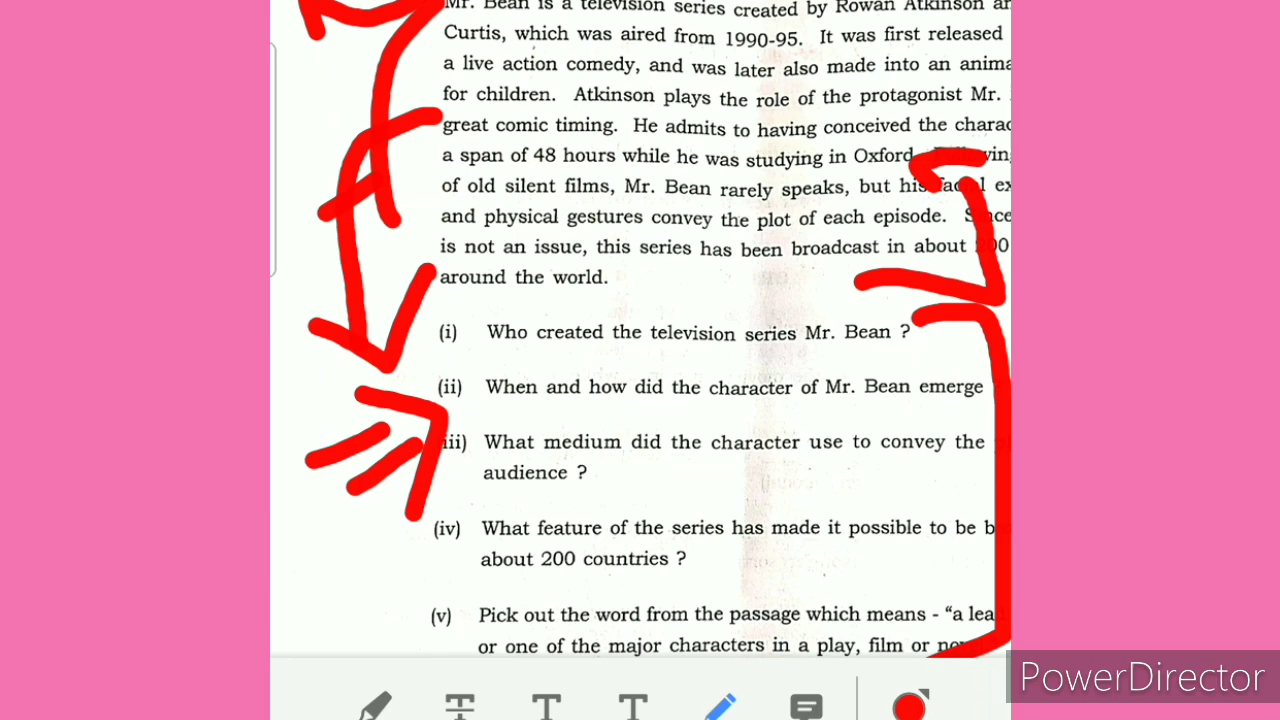 Mr. Bean is a television series created by Rowan Atkinson
Curtis, which was aired from 1990-95. It was first released
a live action comedy, and was later also made into an
for children. Atkinson plays the role of the protagonist Mr.
great comic timing. He admits to having conceived the
a span of 48 hours while he was studying in Oxford
of old silent films, Mr. Bean rarely speaks, but his
and physical gestures convey the plot of each episode.
is not an issue, this series has been broadcast in about
around the world.
(i) Who created the television series Mr. Bean ?
(ii) When and how did the character of Mr. Bean emerge
iii) What medium did the character use to convey the
audience ?
(iv) What feature of the series has made it possible to be
about 200 countries ?
(v) Pick out the word from the passage which means - “a
or one of the major characters in a play, film or
T T T
PowerDirector